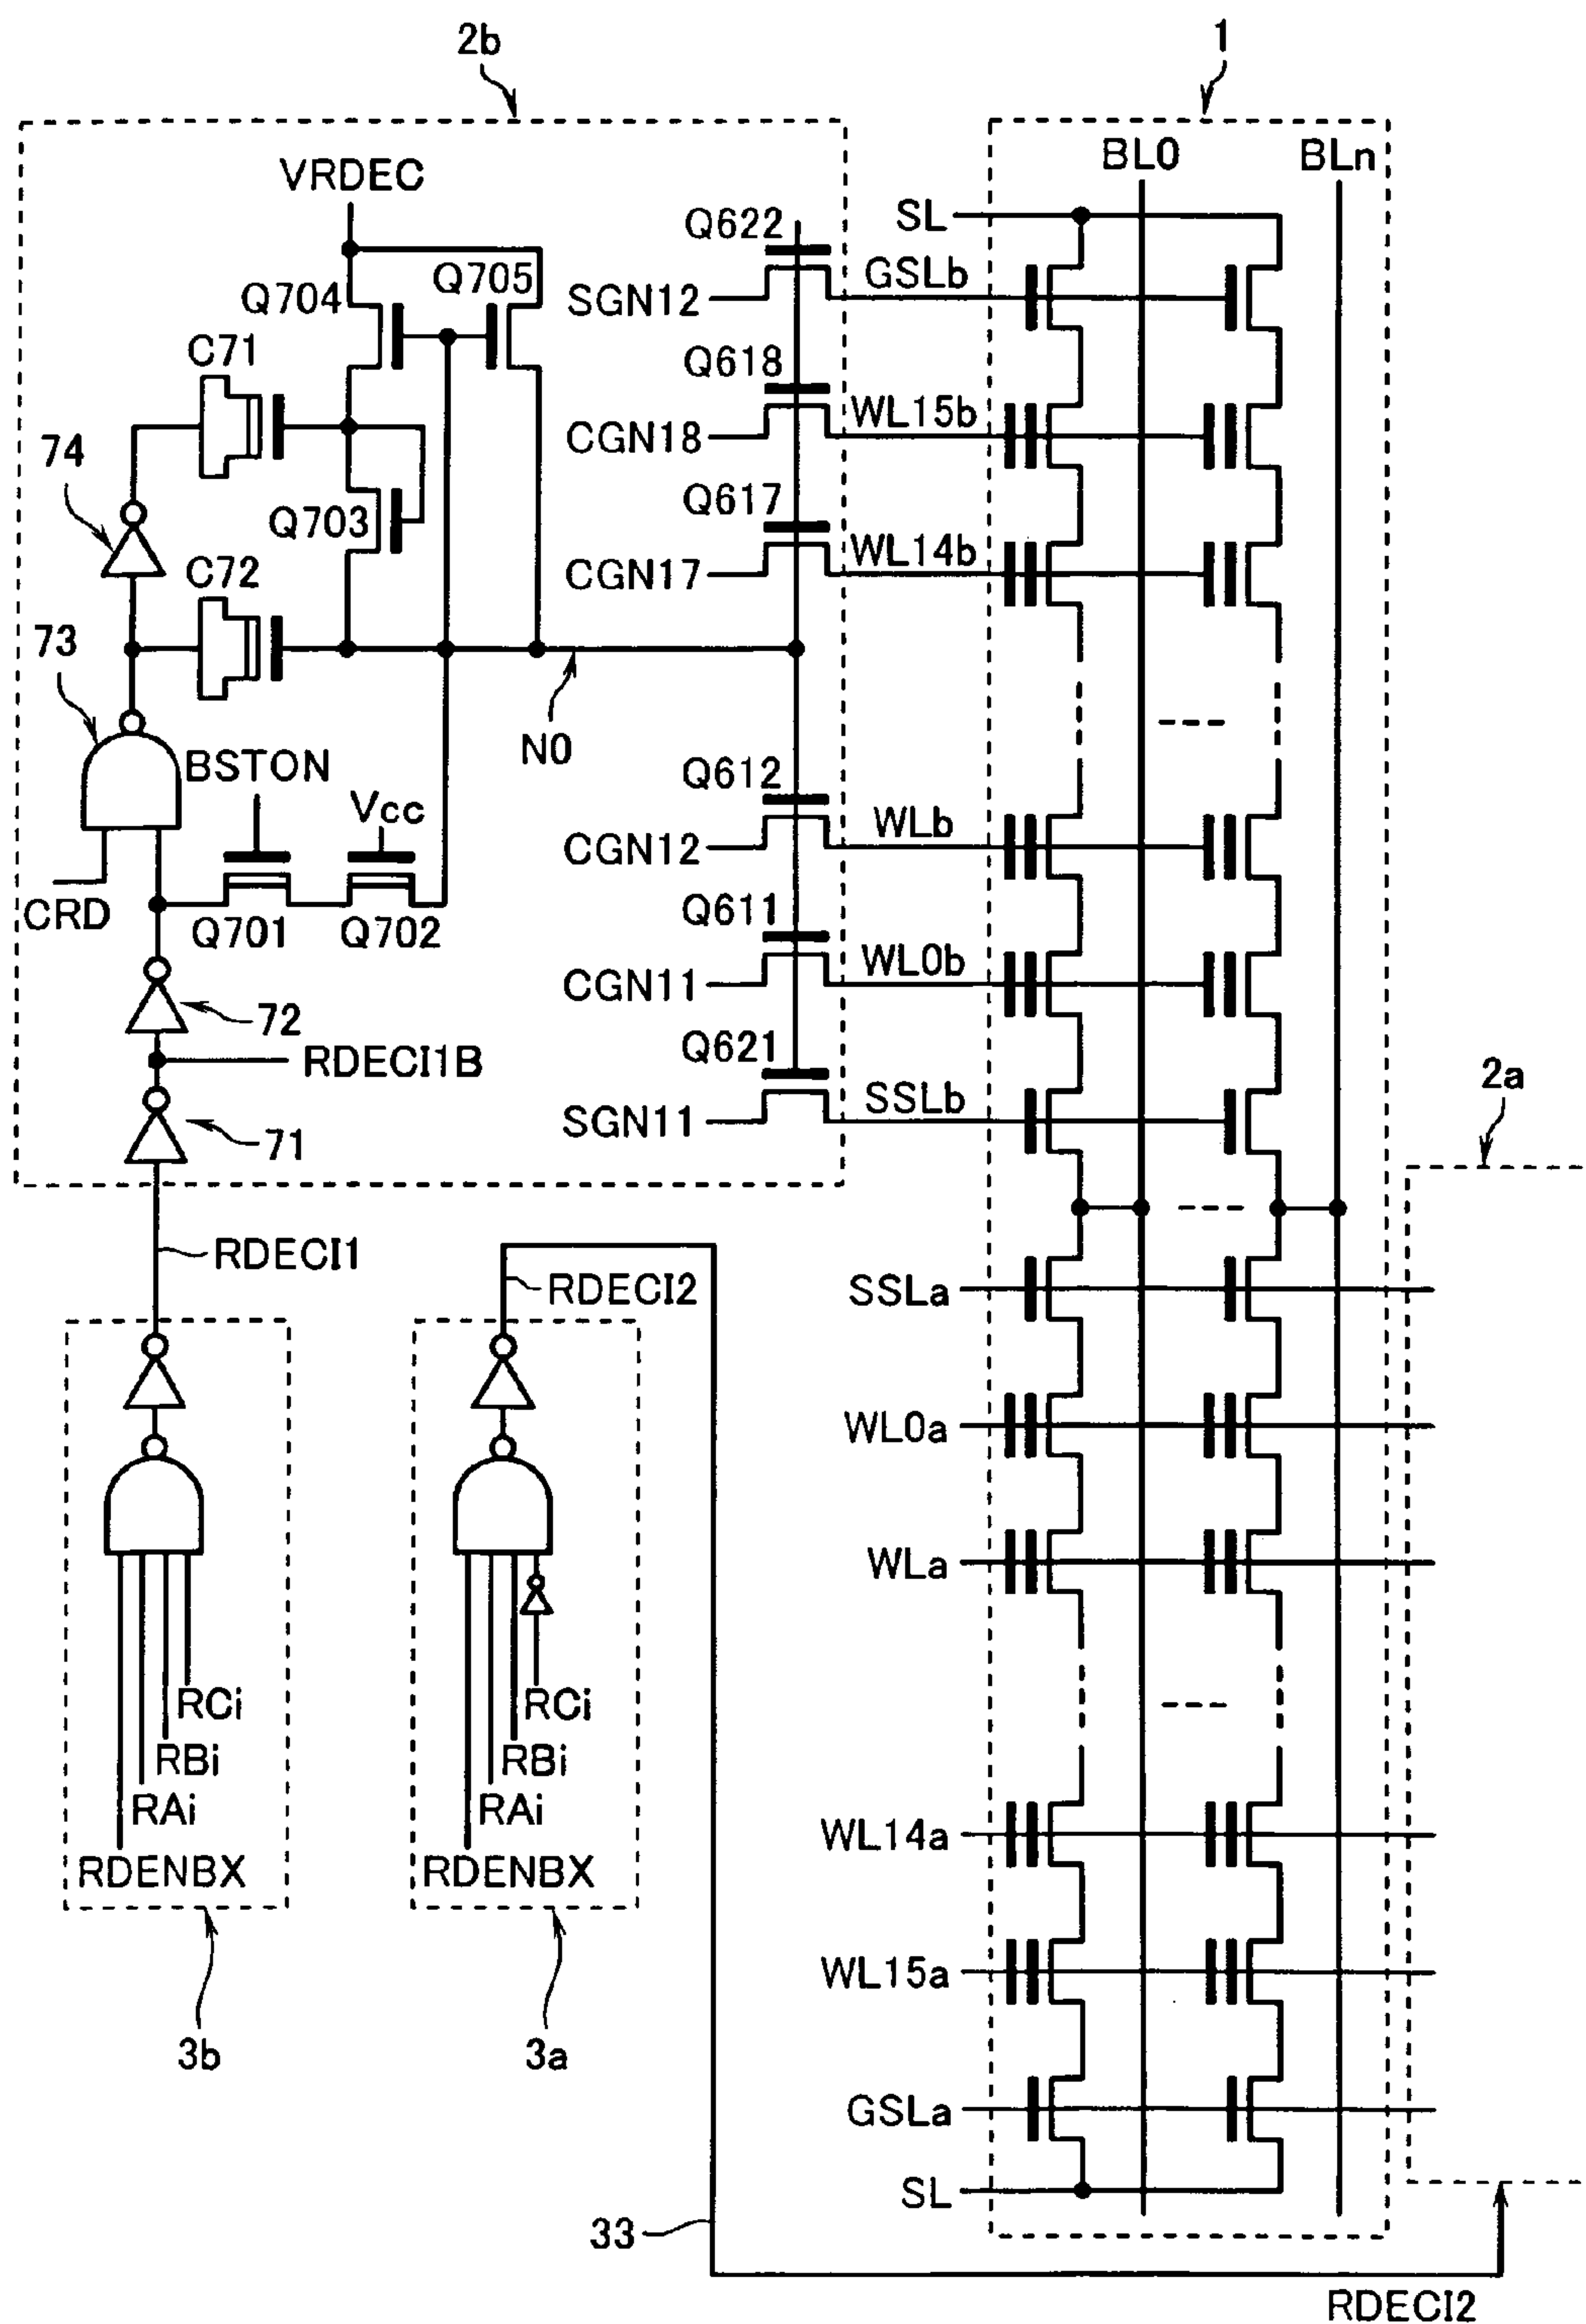 2b
1
VRDEC
BL0
BLn
Q622
SL
GSLb
Q704
Q705
SGN12
C71
Q618
WL15b
CGN18
74
Q703
Q617
WL14b
CGN17
C72
73
N0
BSTON
Vcc
Q612
WLb
CGN12
CRD
Q701
Q702
Q611
WL0b
CGN11
72
Q621
RDECI1B
SSLb
SGN11
71
2a
RDECI1
RDECI2
SSLa
WL0a
WLa
RCi
RBi
RAi
RDENBX
RCi
RBi
RAi
RDENBX
WL14a
WL15a
3b
3a
GSLa
SL
33
RDECI2